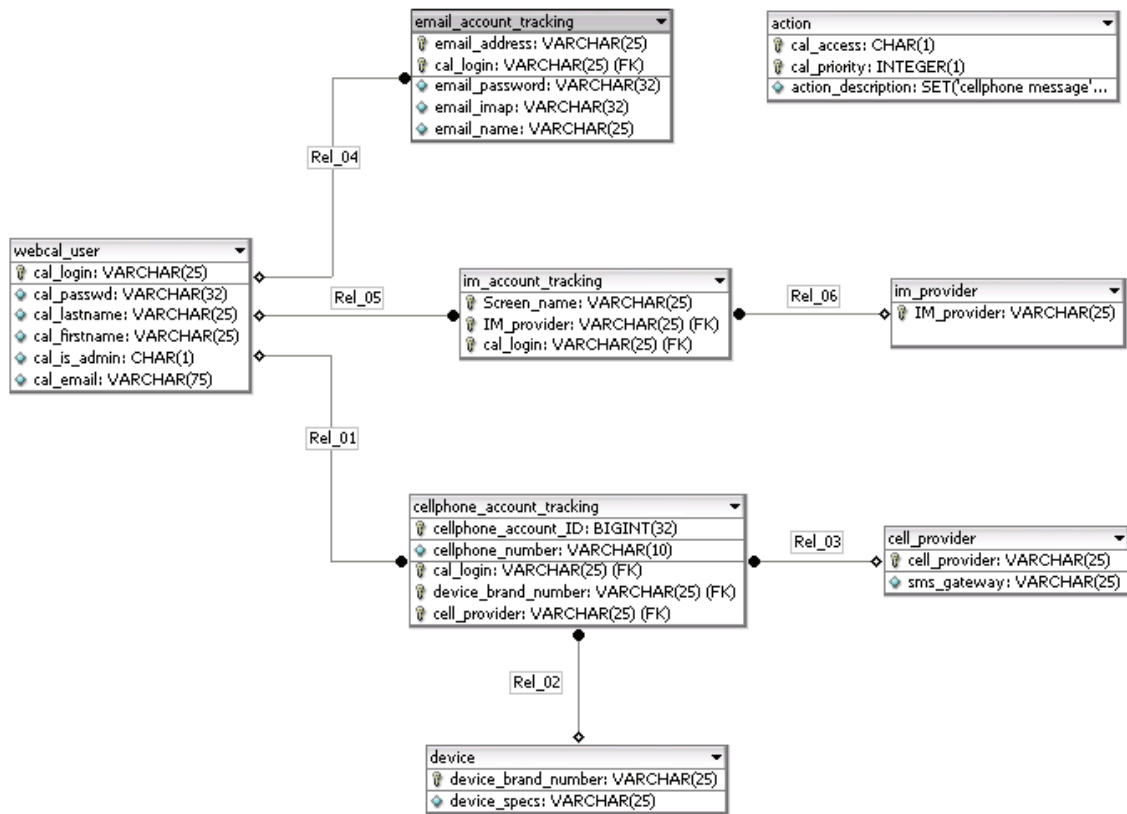 email_account_tracking
email_address: VARCHAR(25)
cal_login: VARCHAR(25) (FK)
email_password: VARCHAR(32)
email_imap: VARCHAR(32)
email_name: VARCHAR(25)
action
cal_access: CHAR(1)
cal_priority: INTEGER(1)
action_description: SET('cellphone message'...
Rel_04
webcal_user
cal_login: VARCHAR(25)
cal_passwd: VARCHAR(32)
cal_lastname: VARCHAR(25)
cal_firstname: VARCHAR(25)
cal_is_admin: CHAR(1)
cal_email: VARCHAR(75)
Rel_05
im_account_tracking
Screen_name: VARCHAR(25)
IM_provider: VARCHAR(25) (FK)
cal_login: VARCHAR(25) (FK)
Rel_06
im_provider
IM_provider: VARCHAR(25)
Rel_01
cellphone_account_tracking
cellphone_account_ID: BIGINT(32)
cellphone_number: VARCHAR(10)
cal_login: VARCHAR(25) (FK)
device_brand_number: VARCHAR(25) (FK)
cell_provider: VARCHAR(25) (FK)
Rel_03
cell_provider
cell_provider: VARCHAR(25)
sms_gateway: VARCHAR(25)
Rel_02
device
device_brand_number: VARCHAR(25)
device_specs: VARCHAR(25)